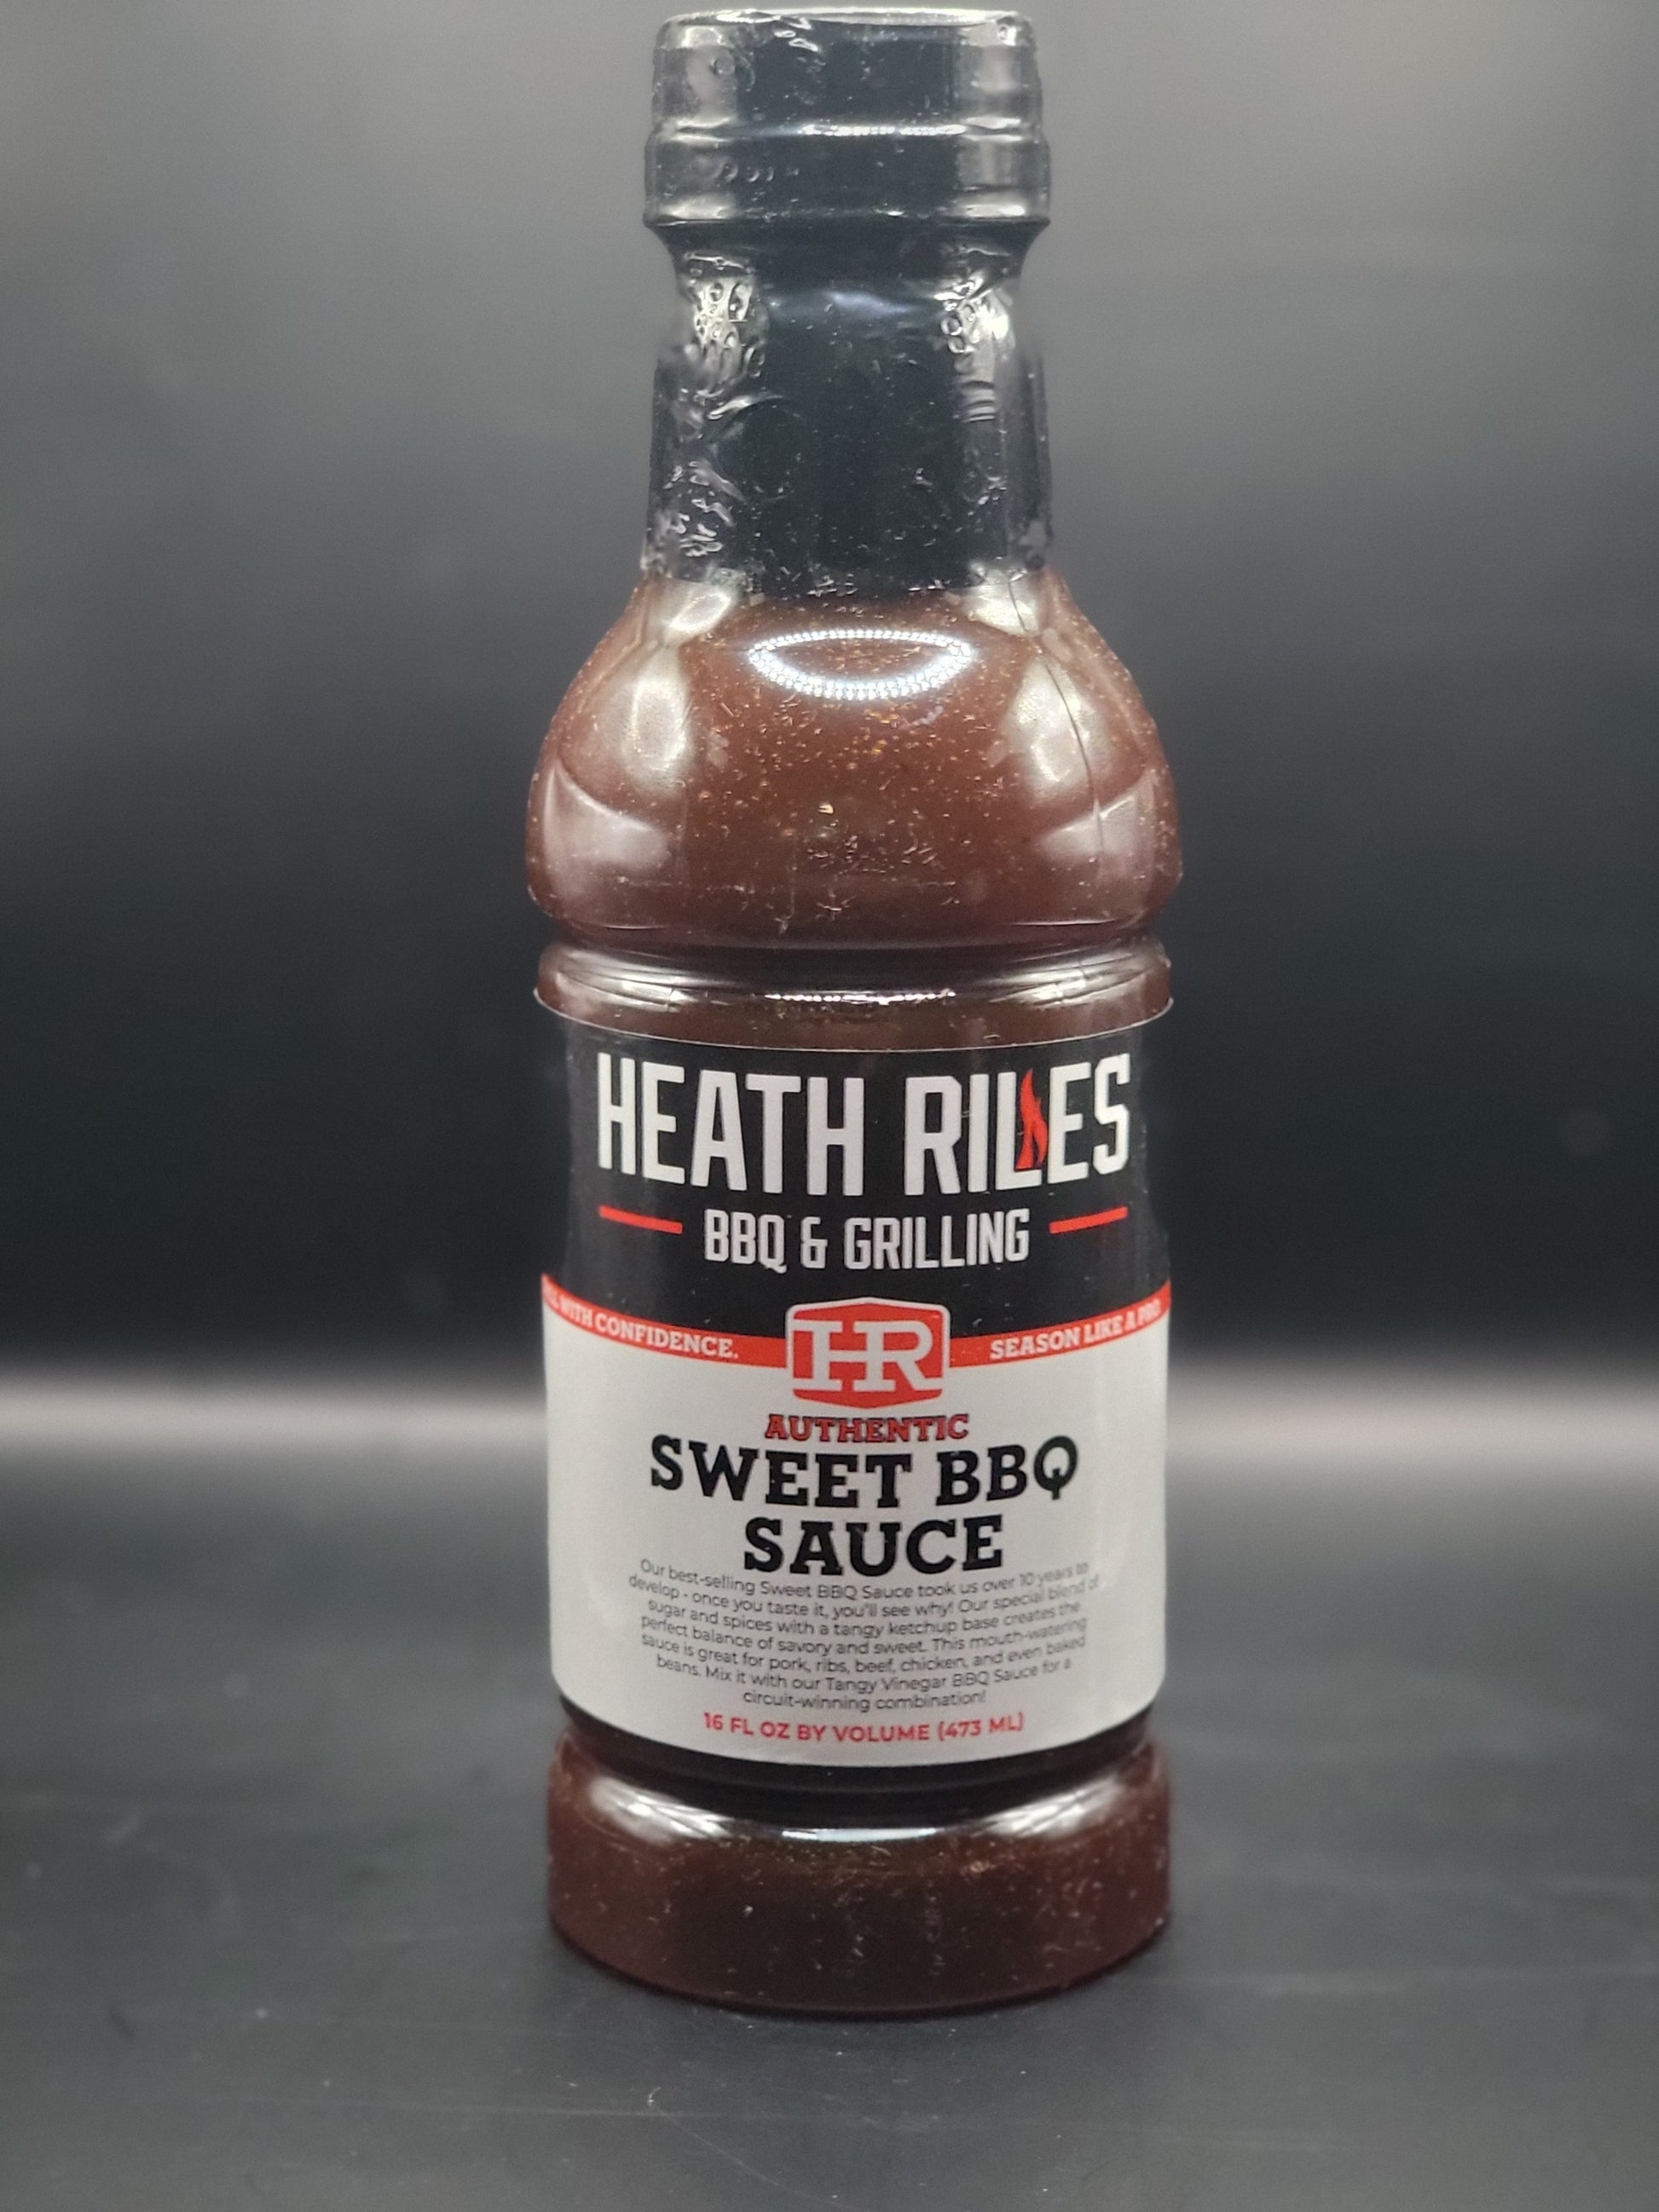 HEATH RILES
BBQ & GRILLING
WITH CONFIDENCE.
SEASON LIKE A PRO
HR
AUTHENTIC
SWEET BBQ
SAUCE
Our best-selling Sweet BBQ Sauce took us over 10 years to
develop - once you taste it, you'll see why! Our special blend of
sugar and spices with a tangy ketchup base creates the
perfect balance of savory and sweet. This mouth-watering
sauce is great for pork, ribs, beef, chicken, and even baked
beans. Mix it with our Tangy Vinegar BBQ Sauce for a
circuit-winning combination!
16 FL OZ BY VOLUME (473 ML)